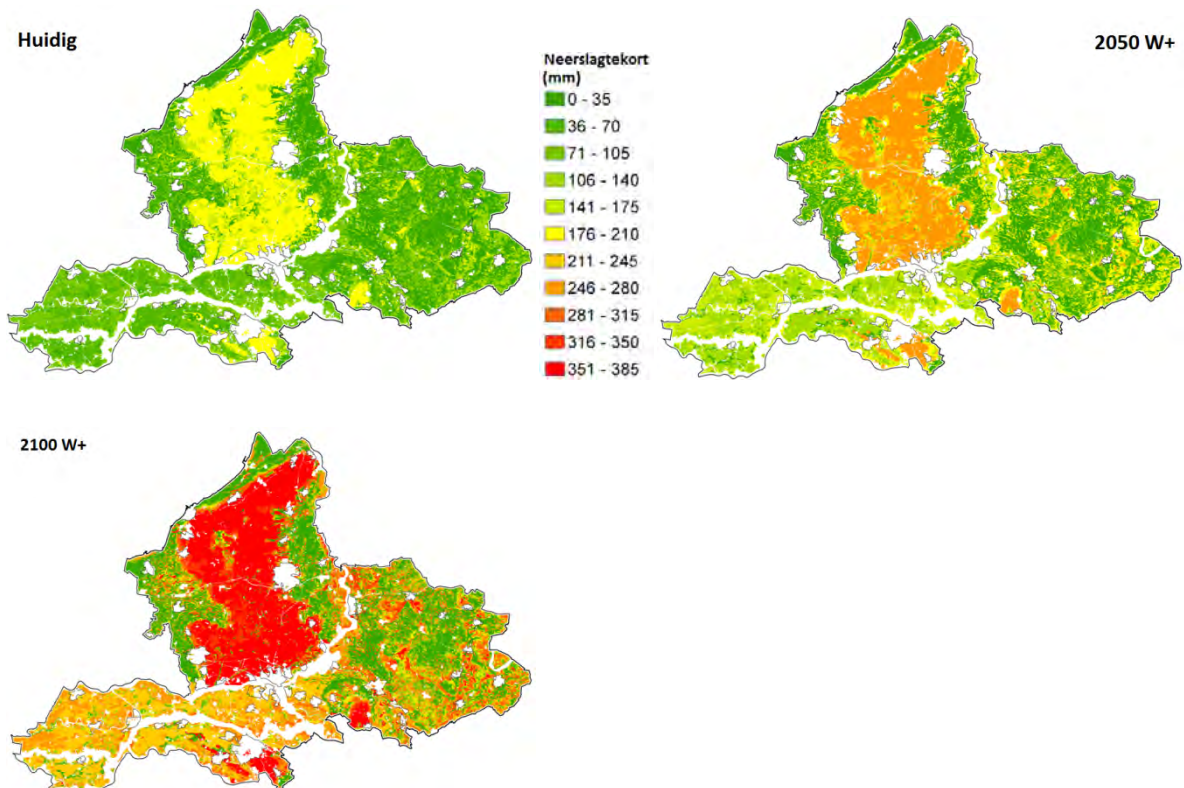 Huidig
Neerslagtekort
(mm)
0 - 35
36 - 70
71 - 105
106 - 140
141 - 175
176 - 210
211 - 245
246 - 280
281 - 315
316 - 350
351 - 385
2050 W+
2100 W+